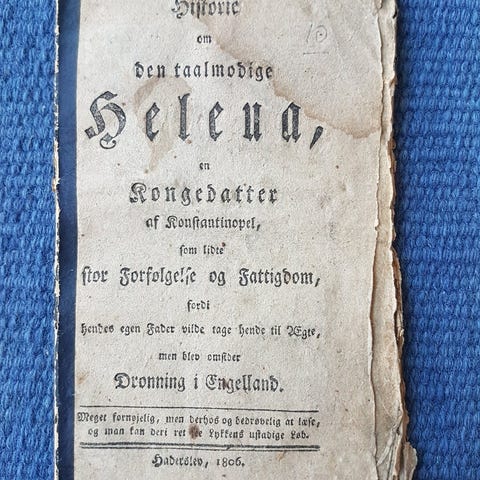 Historie
om
den taalmodige
Helena,
en
Kongedatter
af Konstantinopel,
som lidte
stor Forfølgelse og Fattigdom,
fordi
hendes egen Fader vilde tage hende til Ægte,
men blev omsider
Dronning i Engelland.
Meget fornøjelig, men derhos og bedrøvelig at læse,
og man kan deri ret see Lykkens ustadige Løb.
Haderslev, 1806.